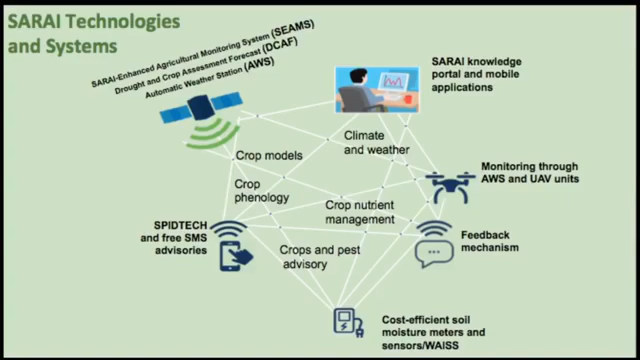 SARAI Technologies
and Systems
SARAI-Enhanced Agricultural Monitoring System (SEAMS)
Drought and Crop Assessment Forecast (DCAF)
Automatic Weather Station (AWS)
SARAI knowledge
portal and mobile
applications
Climate
and weather
Crop models
Monitoring through
AWS and UAV units
Crop
phenology
Crop nutrient
management
SPIDTECH
and free SMS
advisories
Feedback
mechanism
Crops and pest
advisory
Cost-efficient soil
moisture meters and
sensors/WAISS